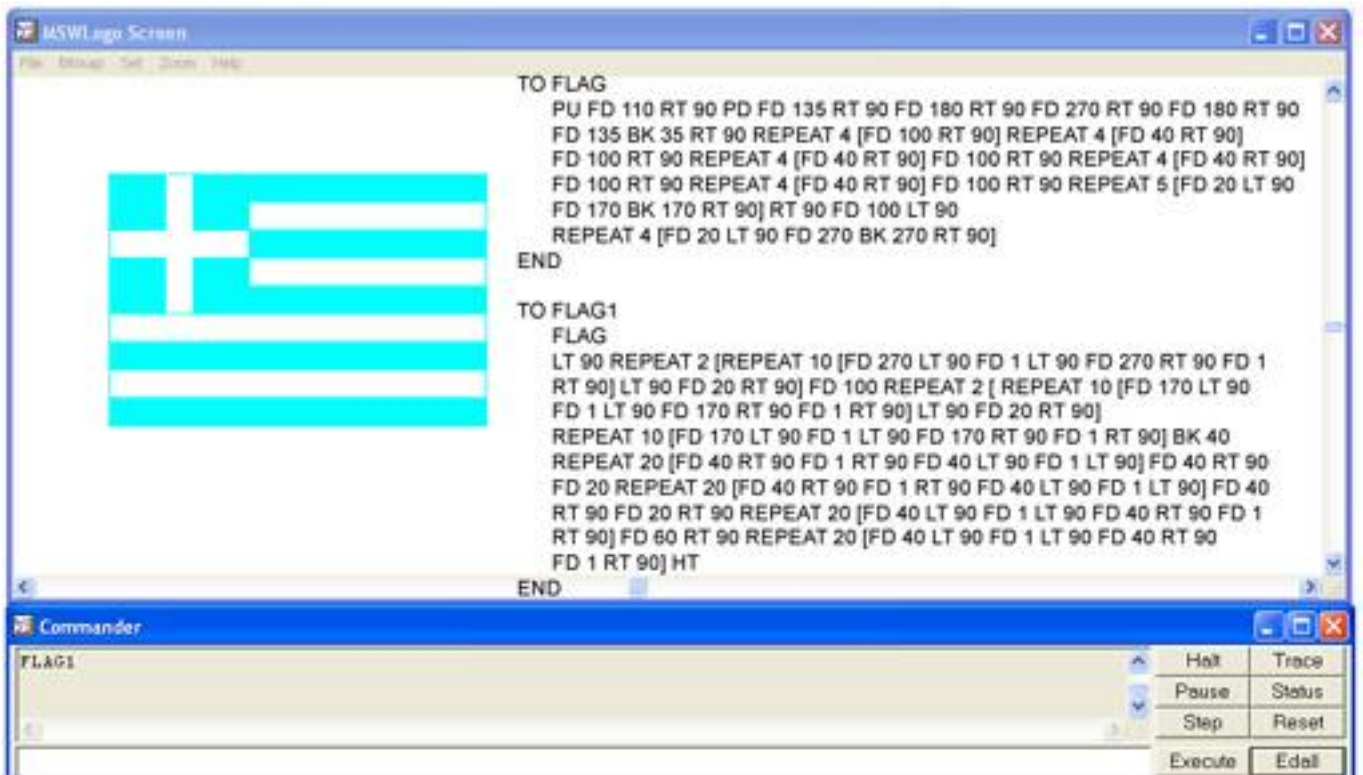 MSWLogo Screen
File Bitmap Set Zoom Help
TO FLAG
PU FD 110 RT 90 PD FD 135 RT 90 FD 180 RT 90 FD 270 RT 90 FD 180 RT 90
FD 135 BK 35 RT 90 REPEAT 4 [FD 100 RT 90] REPEAT 4 [FD 40 RT 90]
FD 100 RT 90 REPEAT 4 [FD 40 RT 90] FD 100 RT 90 REPEAT 4 [FD 40 RT 90]
FD 100 RT 90 REPEAT 4 [FD 40 RT 90] FD 100 RT 90 REPEAT 5 [FD 20 LT 90
FD 170 BK 170 RT 90] RT 90 FD 100 LT 90
REPEAT 4 [FD 20 LT 90 FD 270 BK 270 RT 90]
END
TO FLAG1
FLAG
LT 90 REPEAT 2 [REPEAT 10 [FD 270 LT 90 FD 1 LT 90 FD 270 RT 90 FD 1
RT 90] LT 90 FD 20 RT 90] FD 100 REPEAT 2 [ REPEAT 10 [FD 170 LT 90
FD 1 LT 90 FD 170 RT 90 FD 1 RT 90] LT 90 FD 20 RT 90]
REPEAT 10 [FD 170 LT 90 FD 1 LT 90 FD 170 RT 90 FD 1 RT 90] BK 40
REPEAT 20 [FD 40 RT 90 FD 1 RT 90 FD 40 LT 90 FD 1 LT 90] FD 40 RT 90
FD 20 REPEAT 20 [FD 40 RT 90 FD 1 RT 90 FD 40 LT 90 FD 1 LT 90] FD 40
RT 90 FD 20 RT 90 REPEAT 20 [FD 40 LT 90 FD 1 LT 90 FD 40 RT 90 FD 1
RT 90] FD 60 RT 90 REPEAT 20 [FD 40 LT 90 FD 1 LT 90 FD 40 RT 90
FD 1 RT 90] HT
END
Commander
FLAG1
Halt Trace
Pause Status
Step Reset
Execute Edall